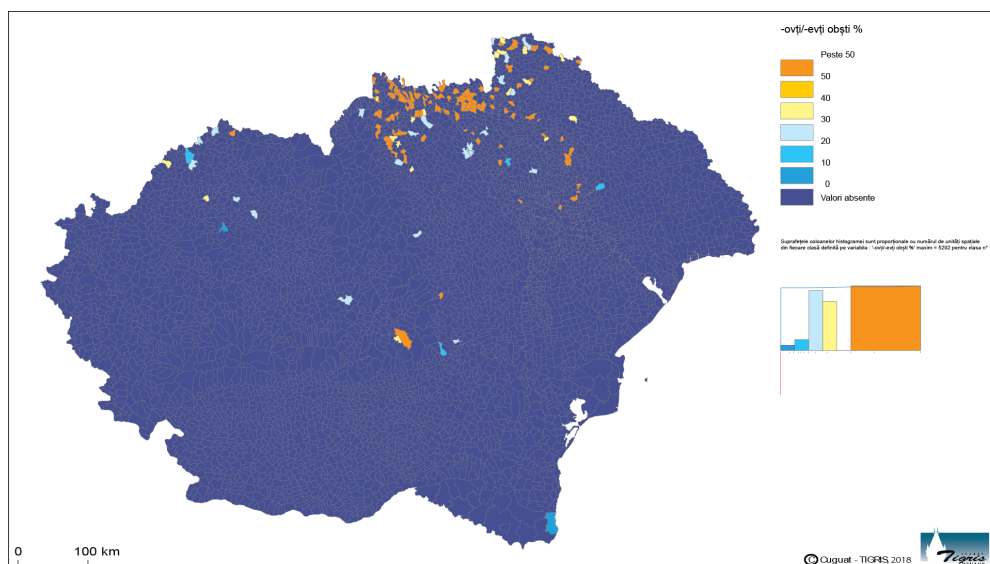 -ovți/-evți obști %
Peste 50
50
40
30
20
10
0
Valori absente
Suprafețele coloanelor histogramei sunt proporționale cu numărul de unități spațiale
din fiecare clasă definită pe variabila : '-ovți/-evți obști %' maxim = 5292 pentru clasa n°
0 100 km
© Cuguat - TIGRIS, 2018
Tigris